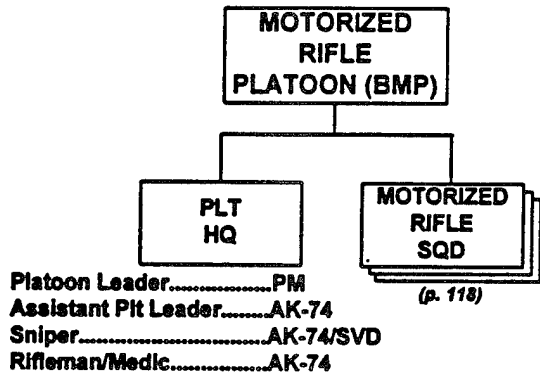 MOTORIZED
RIFLE
PLATOON (BMP)
PLT
HQ
MOTORIZED
RIFLE
SQD
(p. 118)
Platoon Leader..................PM
Assistant Plt Leader.........AK-74
Sniper..................................AK-74/SVD
Rifleman/Medic..................AK-74